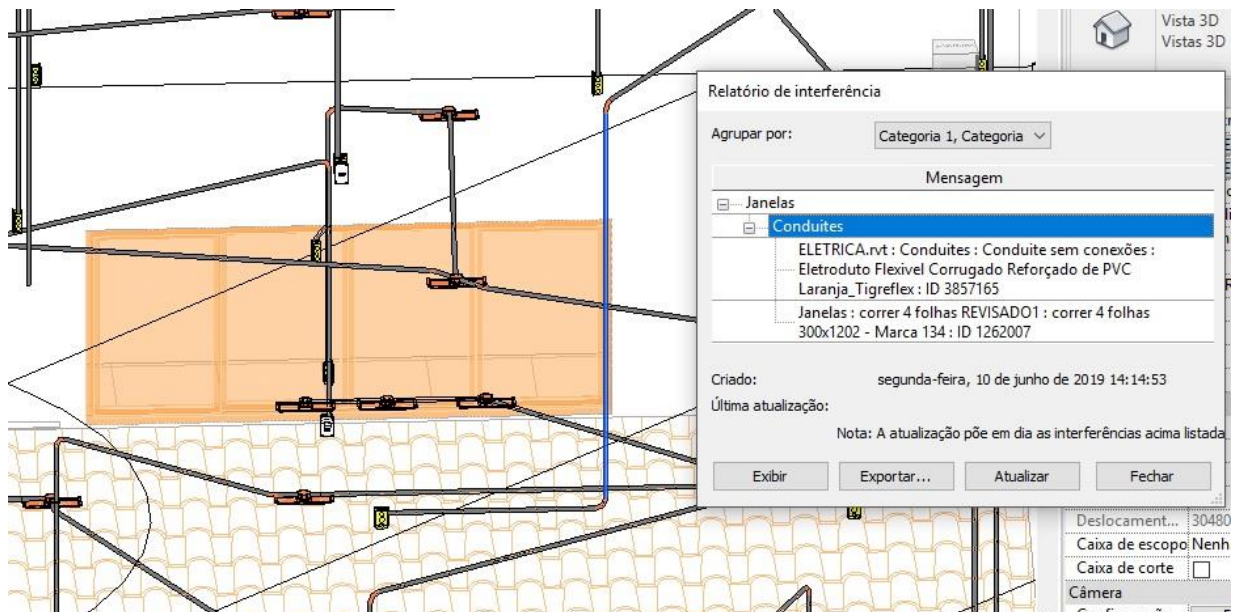 Vista 3D
Vistas 3D
Relatório de interferência
Agrupar por:
Categoria 1, Categoria
Mensagem
Janelas
Conduites
ELETRICA.rvt : Conduites : Conduite sem conexões :
Eletroduto Flexivel Corrugado Reforçado de PVC
Laranja_Tigreflex : ID 3857165
Janelas : correr 4 folhas REVISADO1 : correr 4 folhas
300x1202 - Marca 134 : ID 1262007
Criado: segunda-feira, 10 de junho de 2019 14:14:53
Última atualização:
Nota: A atualização põe em dia as interferências acima listada
Exibir Exportar... Atualizar Fechar
Deslocament... 30480
Caixa de escopo Nenh
Caixa de corte
Câmera